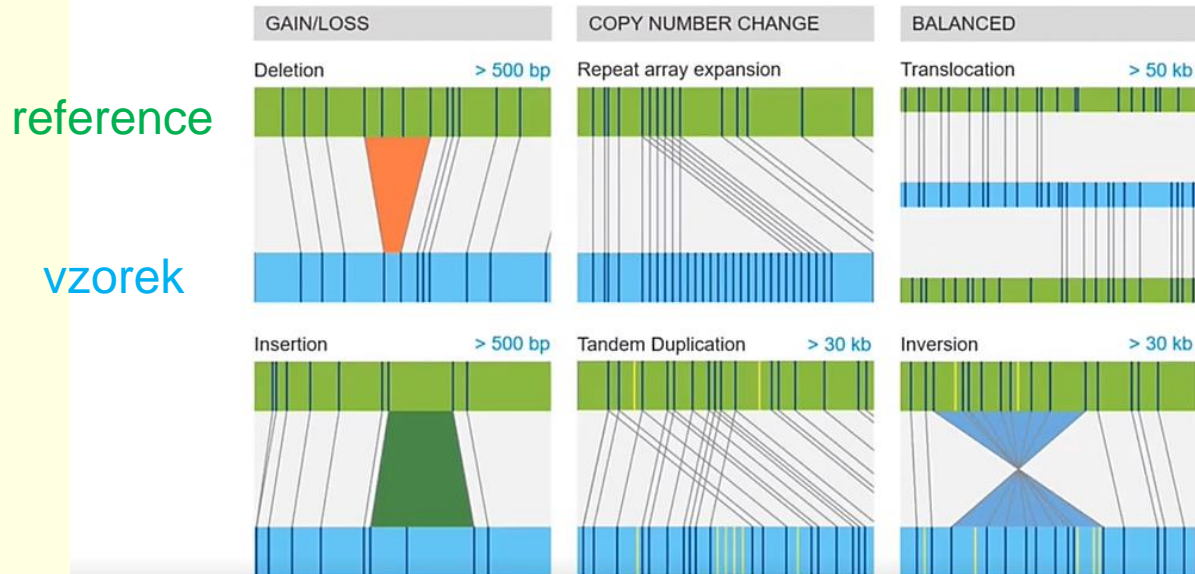 GAIN/LOSS
COPY NUMBER CHANGE
BALANCED
Deletion > 500 bp
Repeat array expansion
Translocation > 50 kb
reference
vzorek
Insertion > 500 bp
Tandem Duplication > 30 kb
Inversion > 30 kb